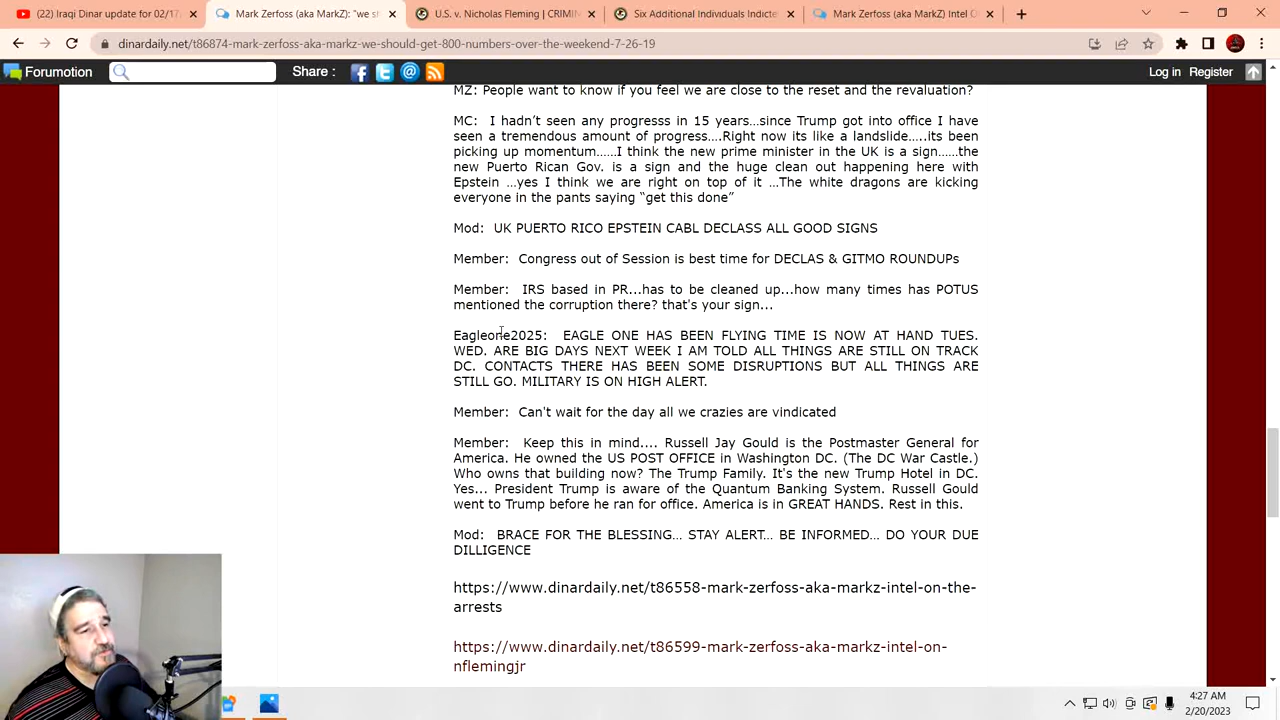 (22) Iraqi Dinar update for 02/17/
Mark Zerfoss (aka MarkZ): "we sh
U.S. v. Nicholas Fleming | CRIMIN
Six Additional Individuals Indicte
Mark Zerfoss (aka MarkZ) Intel O
dinardaily.net/t86874-mark-zerfoss-aka-markz-we-should-get-800-numbers-over-the-weekend-7-26-19
Forumotion
Share :
Log in Register
MZ: People want to know if you feel we are close to the reset and the revaluation?
MC: I hadn't seen any progresss in 15 years…since Trump got into office I have
seen a tremendous amount of progress….Right now its like a landslide…..its been
picking up momentum……I think the new prime minister in the UK is a sign……the
new Puerto Rican Gov. is a sign and the huge clean out happening here with
Epstein …yes I think we are right on top of it …The white dragons are kicking
everyone in the pants saying “get this done”
Mod: UK PUERTO RICO EPSTEIN CABL DECLASS ALL GOOD SIGNS
Member: Congress out of Session is best time for DECLAS & GITMO ROUNDUPs
Member: IRS based in PR...has to be cleaned up...how many times has POTUS
mentioned the corruption there? that's your sign...
Eagleone2025: EAGLE ONE HAS BEEN FLYING TIME IS NOW AT HAND TUES.
WED. ARE BIG DAYS NEXT WEEK I AM TOLD ALL THINGS ARE STILL ON TRACK
DC. CONTACTS THERE HAS BEEN SOME DISRUPTIONS BUT ALL THINGS ARE
STILL GO. MILITARY IS ON HIGH ALERT.
Member: Can't wait for the day all we crazies are vindicated
Member: Keep this in mind.... Russell Jay Gould is the Postmaster General for
America. He owned the US POST OFFICE in Washington DC. (The DC War Castle.)
Who owns that building now? The Trump Family. It's the new Trump Hotel in DC.
Yes... President Trump is aware of the Quantum Banking System. Russell Gould
went to Trump before he ran for office. America is in GREAT HANDS. Rest in this.
Mod: BRACE FOR THE BLESSING… STAY ALERT… BE INFORMED… DO YOUR DUE
DILLIGENCE
https://www.dinardaily.net/t86558-mark-zerfoss-aka-markz-intel-on-the-
arrests
https://www.dinardaily.net/t86599-mark-zerfoss-aka-markz-intel-on-
nflemingjr
4:27 AM
2/20/2023